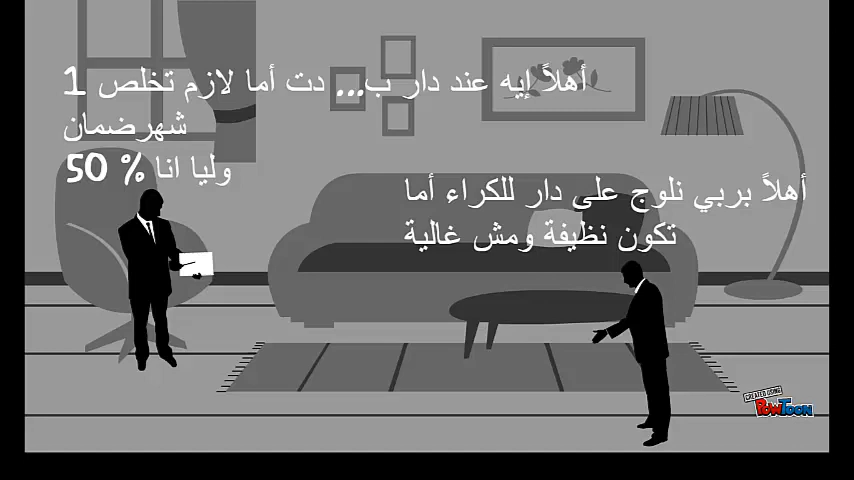 أهلاً إيه عند دار ب... دت أما لازم تخلص 1
شهرضمان
وليا انا % 50
أهلاً بربي نلوج على دار للكراء أما
تكون نظيفة ومش غالية
CREATED USING
POWTOON